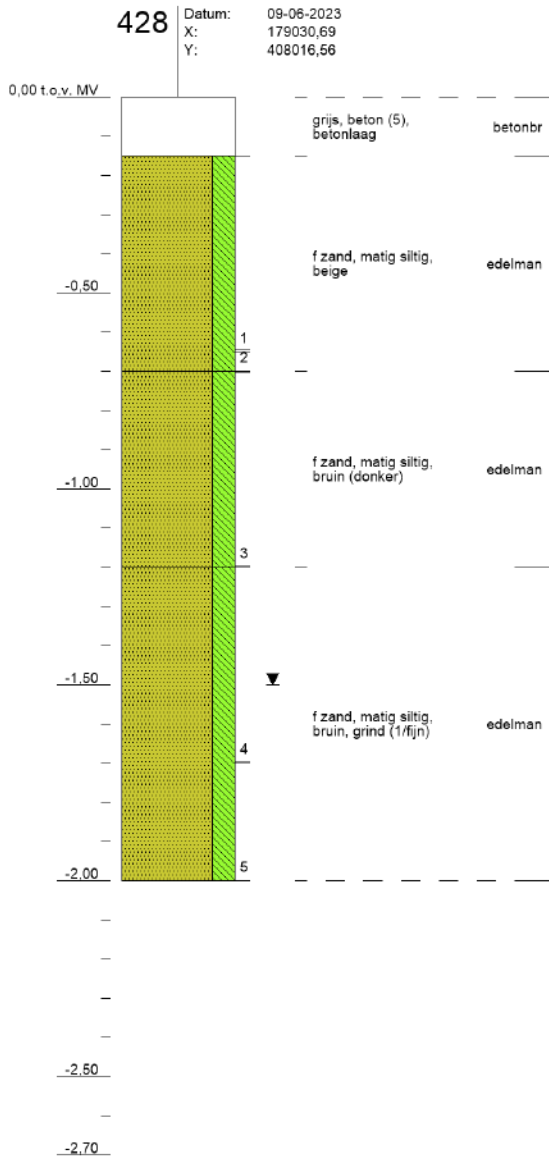 428
Datum: 09-06-2023
X: 179030,69
Y: 408016,56
0,00 t.o.v. MV
grijs, beton (5), betonbr
betonlaag
f zand, matig siltig, edelman
beige
-0,50
1
2
f zand, matig siltig, edelman
bruin (donker)
-1,00
3
-1,50
f zand, matig siltig, edelman
bruin, grind (1/fijn)
4
5
-2,00
-2,50
-2,70